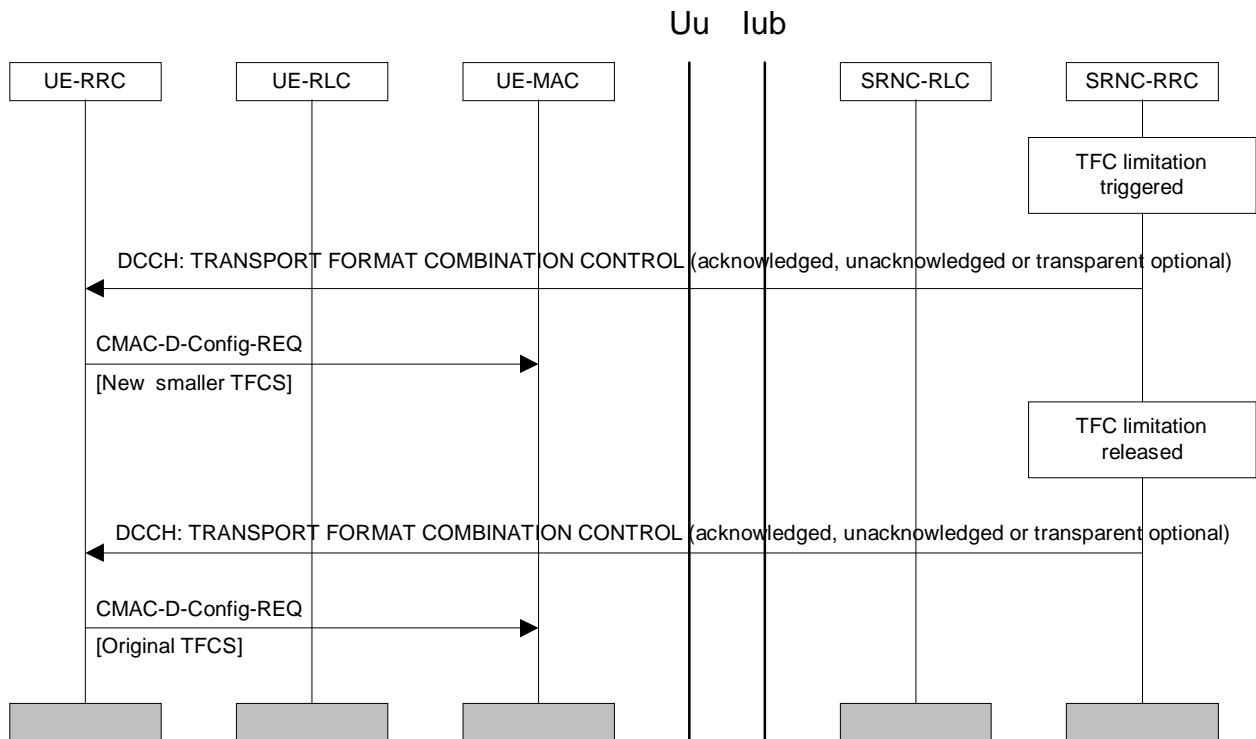 Uu Iub
UE-RRC UE-RLC UE-MAC SRNC-RLC SRNC-RRC
TFC limitation
triggered
DCCH: TRANSPORT FORMAT COMBINATION CONTROL (acknowledged, unacknowledged or transparent optional)
CMAC-D-Config-REQ
[New smaller TFCS]
TFC limitation
released
DCCH: TRANSPORT FORMAT COMBINATION CONTROL (acknowledged, unacknowledged or transparent optional)
CMAC-D-Config-REQ
[Original TFCS]